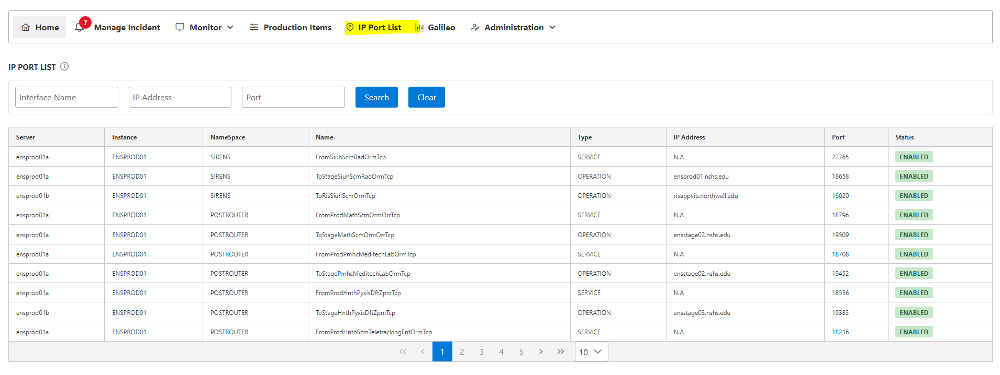 Home 7 Manage Incident Monitor Production Items IP Port List Galileo Administration
IP PORT LIST
Interface Name IP Address Port Search Clear
Server Instance NameSpace Name Type IP Address Port Status
ensprod01a ENSPROD01 SIRENS FromSiuhScmRadOrmTcp SERVICE N.A 22765 ENABLED
ensprod01a ENSPROD01 SIRENS ToStageSiuhScmRadOrmTcp OPERATION ensprod01.nshs.edu 18658 ENABLED
ensprod01b ENSPROD01 SIRENS ToRisSiuhScmOrmTcp OPERATION risappvip.northwell.edu 16020 ENABLED
ensprod01a ENSPROD01 POSTROUTER FromProdMathScmOrmOrrTcp SERVICE N.A 18796 ENABLED
ensprod01a ENSPROD01 POSTROUTER ToStageMathScmOrmOrrTcp OPERATION ensstage02.nshs.edu 19509 ENABLED
ensprod01a ENSPROD01 POSTROUTER FromProdPmhcMeditechLabOrmTcp SERVICE N.A 18708 ENABLED
ensprod01a ENSPROD01 POSTROUTER ToStagePmhcMeditechLabOrmTcp OPERATION ensstage02.nshs.edu 19452 ENABLED
ensprod01a ENSPROD01 POSTROUTER FromProdHnthPyxisDftZpmTcp SERVICE N.A 18556 ENABLED
ensprod01b ENSPROD01 POSTROUTER ToStageHnthPyxisDftZpmTcp OPERATION ensstage03.nshs.edu 19383 ENABLED
ensprod01a ENSPROD01 POSTROUTER FromProdHnthScmTeletrackingEntOrmTcp SERVICE N.A 18216 ENABLED
1 2 3 4 5 10